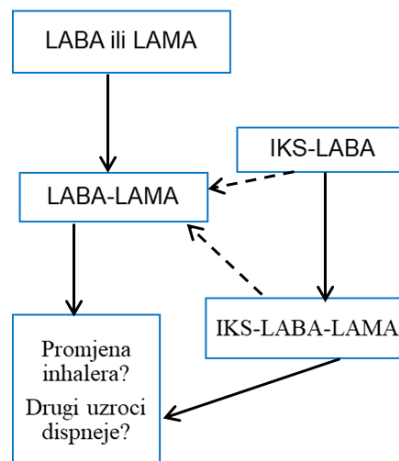 LABA ili LAMA
IKS-LABA
LABA-LAMA
IKS-LABA-LAMA
Promjena
inhalera?
Drugi uzroci
dispneje?